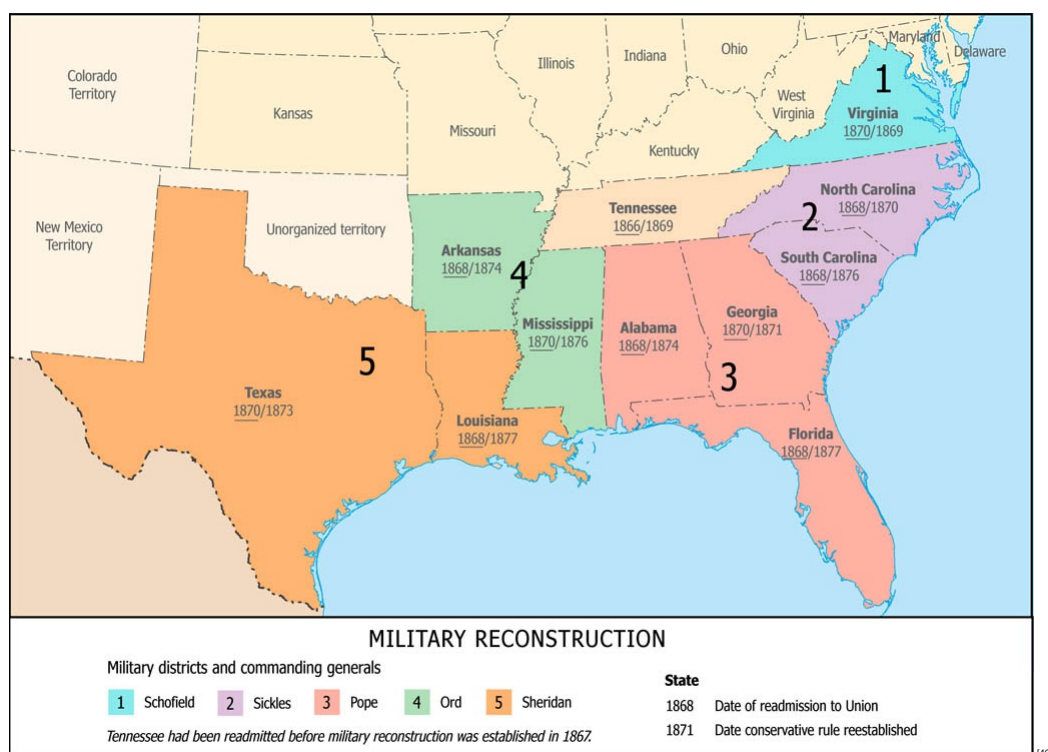 Maryland
Delaware
Ohio
Indiana
Illinois
Colorado
Territory
1
West
Virginia
Kansas
Virginia
1870/1869
Missouri
Kentucky
North Carolina
1868/1870
Tennessee
1866/1869
2
New Mexico
Territory
Unorganized territory
Arkansas
1868/1874
4
South Carolina
1868/1876
Mississippi
1870/1876
Alabama
1868/1874
Georgia
1870/1871
5
3
Texas
1870/1873
Louisiana
1868/1877
Florida
1868/1877
MILITARY RECONSTRUCTION
Military districts and commanding generals
1 Schofield 2 Sickles 3 Pope 4 Ord 5 Sheridan
Tennessee had been readmitted before military reconstruction was established in 1867.
State
1868 Date of readmission to Union
1871 Date conservative rule reestablished